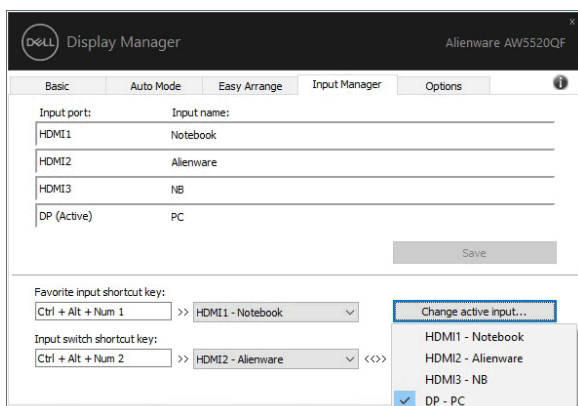 DELL Display Manager Alienware AW5520QF x
Basic Auto Mode Easy Arrange Input Manager Options i
Input port: Input name:
HDMI1 Notebook
HDMI2 Alienware
HDMI3 NB
DP (Active) PC
Save
Favorite input shortcut key:
Ctrl + Alt + Num 1 >> HDMI1 - Notebook Change active input...
Input switch shortcut key:
Ctrl + Alt + Num 2 >> HDMI2 - Alienware <<>>
HDMI1 - Notebook
HDMI2 - Alienware
HDMI3 - NB
DP - PC